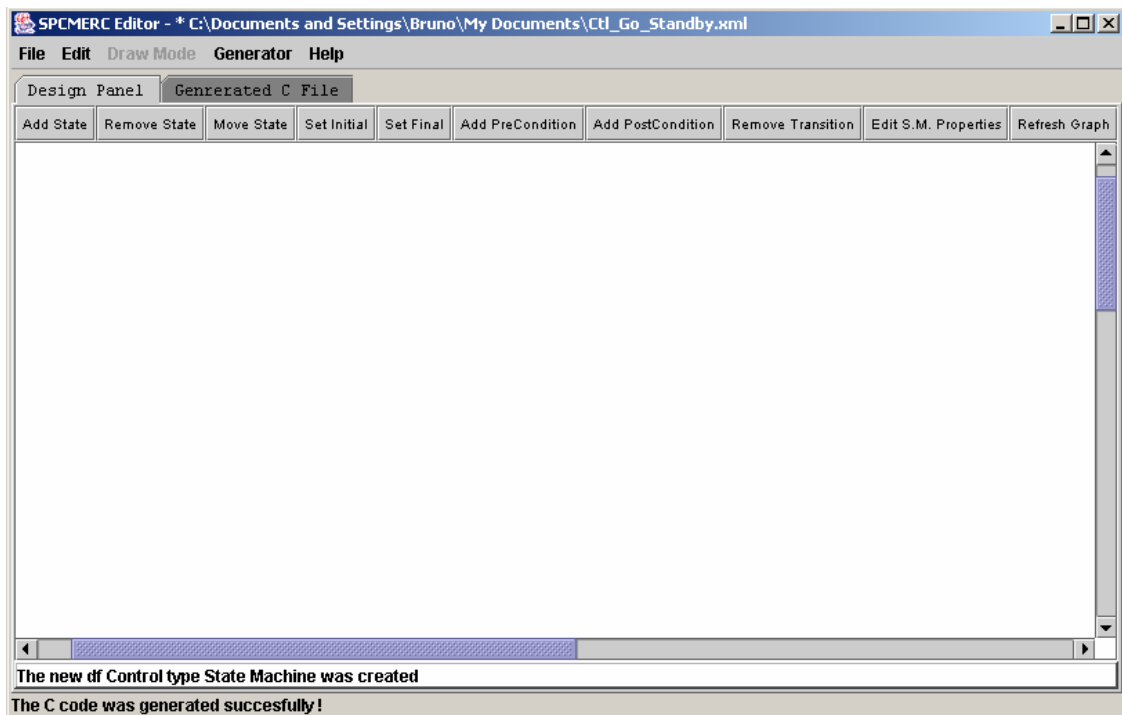 SPCMERC Editor - * C:\Documents and Settings\Bruno\My Documents\Ctl_Go_Standby.xml
File Edit Draw Mode Generator Help
Design Panel Genrerated C File
Add State Remove State Move State Set Initial Set Final Add PreCondition Add PostCondition Remove Transition Edit S.M. Properties Refresh Graph
The new df Control type State Machine was created
The C code was generated succesfully!